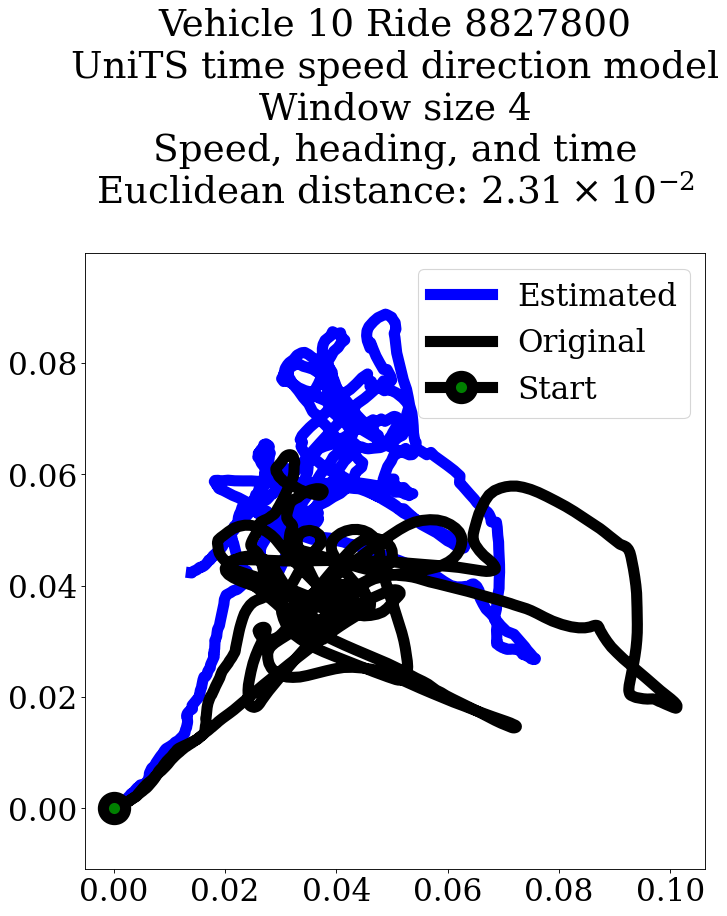 Vehicle 10 Ride 8827800
UniTS time speed direction model
Window size 4
Speed, heading, and time
Euclidean distance: 2.31 × 10⁻²
Estimated
Original
Start
0.08
0.06
0.04
0.02
0.00
0.00 0.02 0.04 0.06 0.08 0.10